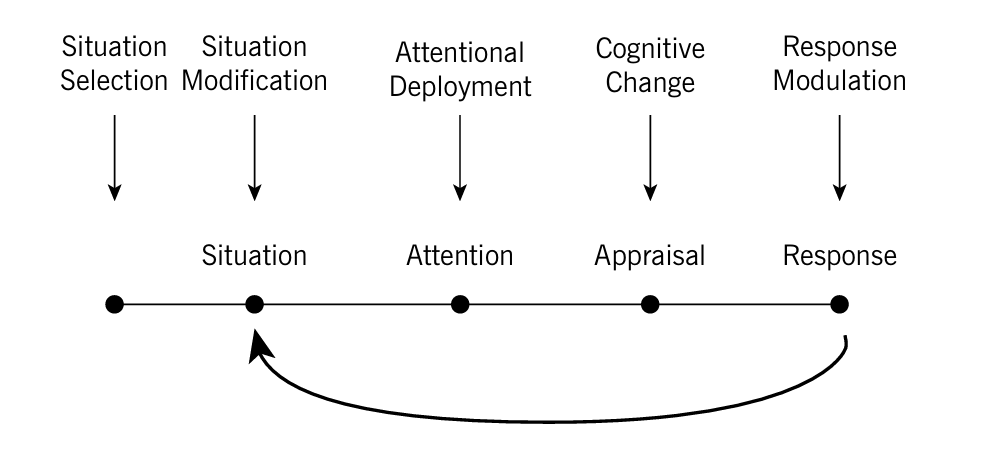 Situation
Selection
Situation
Modification
Attentional
Deployment
Cognitive
Change
Response
Modulation
Situation
Attention
Appraisal
Response